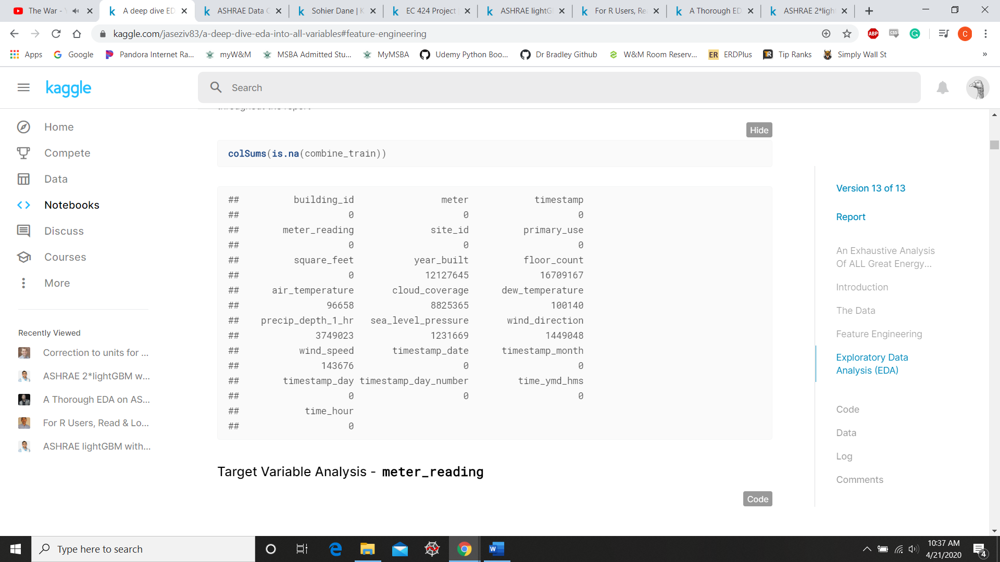 The War -
A deep dive ED
ASHRAE Data C
Sohier Dane | K
EC 424 Project
ASHRAE lightG
For R Users, Re
A Thorough ED
ASHRAE 2*ligh
kaggle.com/jaseziv83/a-deep-dive-eda-into-all-variables#feature-engineering
ABP
CSS
C
Apps
Google
Pandora Internet Ra...
myW&M
MSBA Admitted Stu...
MyMSBA
Udemy Python Boo...
Dr Bradley Github
W&M Room Reserv...
ER ERDPlus
TR Tip Ranks
Simply Wall St
»
kaggle
Search
throughout the report
Home
Compete
Data
Notebooks
Discuss
Courses
More
Recently Viewed
Correction to units for ...
ASHRAE 2*lightGBM w...
A Thorough EDA on AS...
For R Users, Read & Lo...
ASHRAE lightGBM with...
Hide
colSums(is.na(combine_train))
## building_id meter timestamp
## 0 0 0
## meter_reading site_id primary_use
## 0 0 0
## square_feet year_built floor_count
## 0 12127645 16709167
## air_temperature cloud_coverage dew_temperature
## 96658 8825365 100140
## precip_depth_1_hr sea_level_pressure wind_direction
## 3749023 1231669 1449048
## wind_speed timestamp_date timestamp_month
## 143676 0 0
## timestamp_day timestamp_day_number time_ymd_hms
## 0 0 0
## time_hour
## 0
Target Variable Analysis - meter_reading
Code
Version 13 of 13
Report
An Exhaustive Analysis
Of ALL Great Energy...
Introduction
The Data
Feature Engineering
Exploratory Data
Analysis (EDA)
Code
Data
Log
Comments
Type here to search
W
10:37 AM
4/21/2020
4